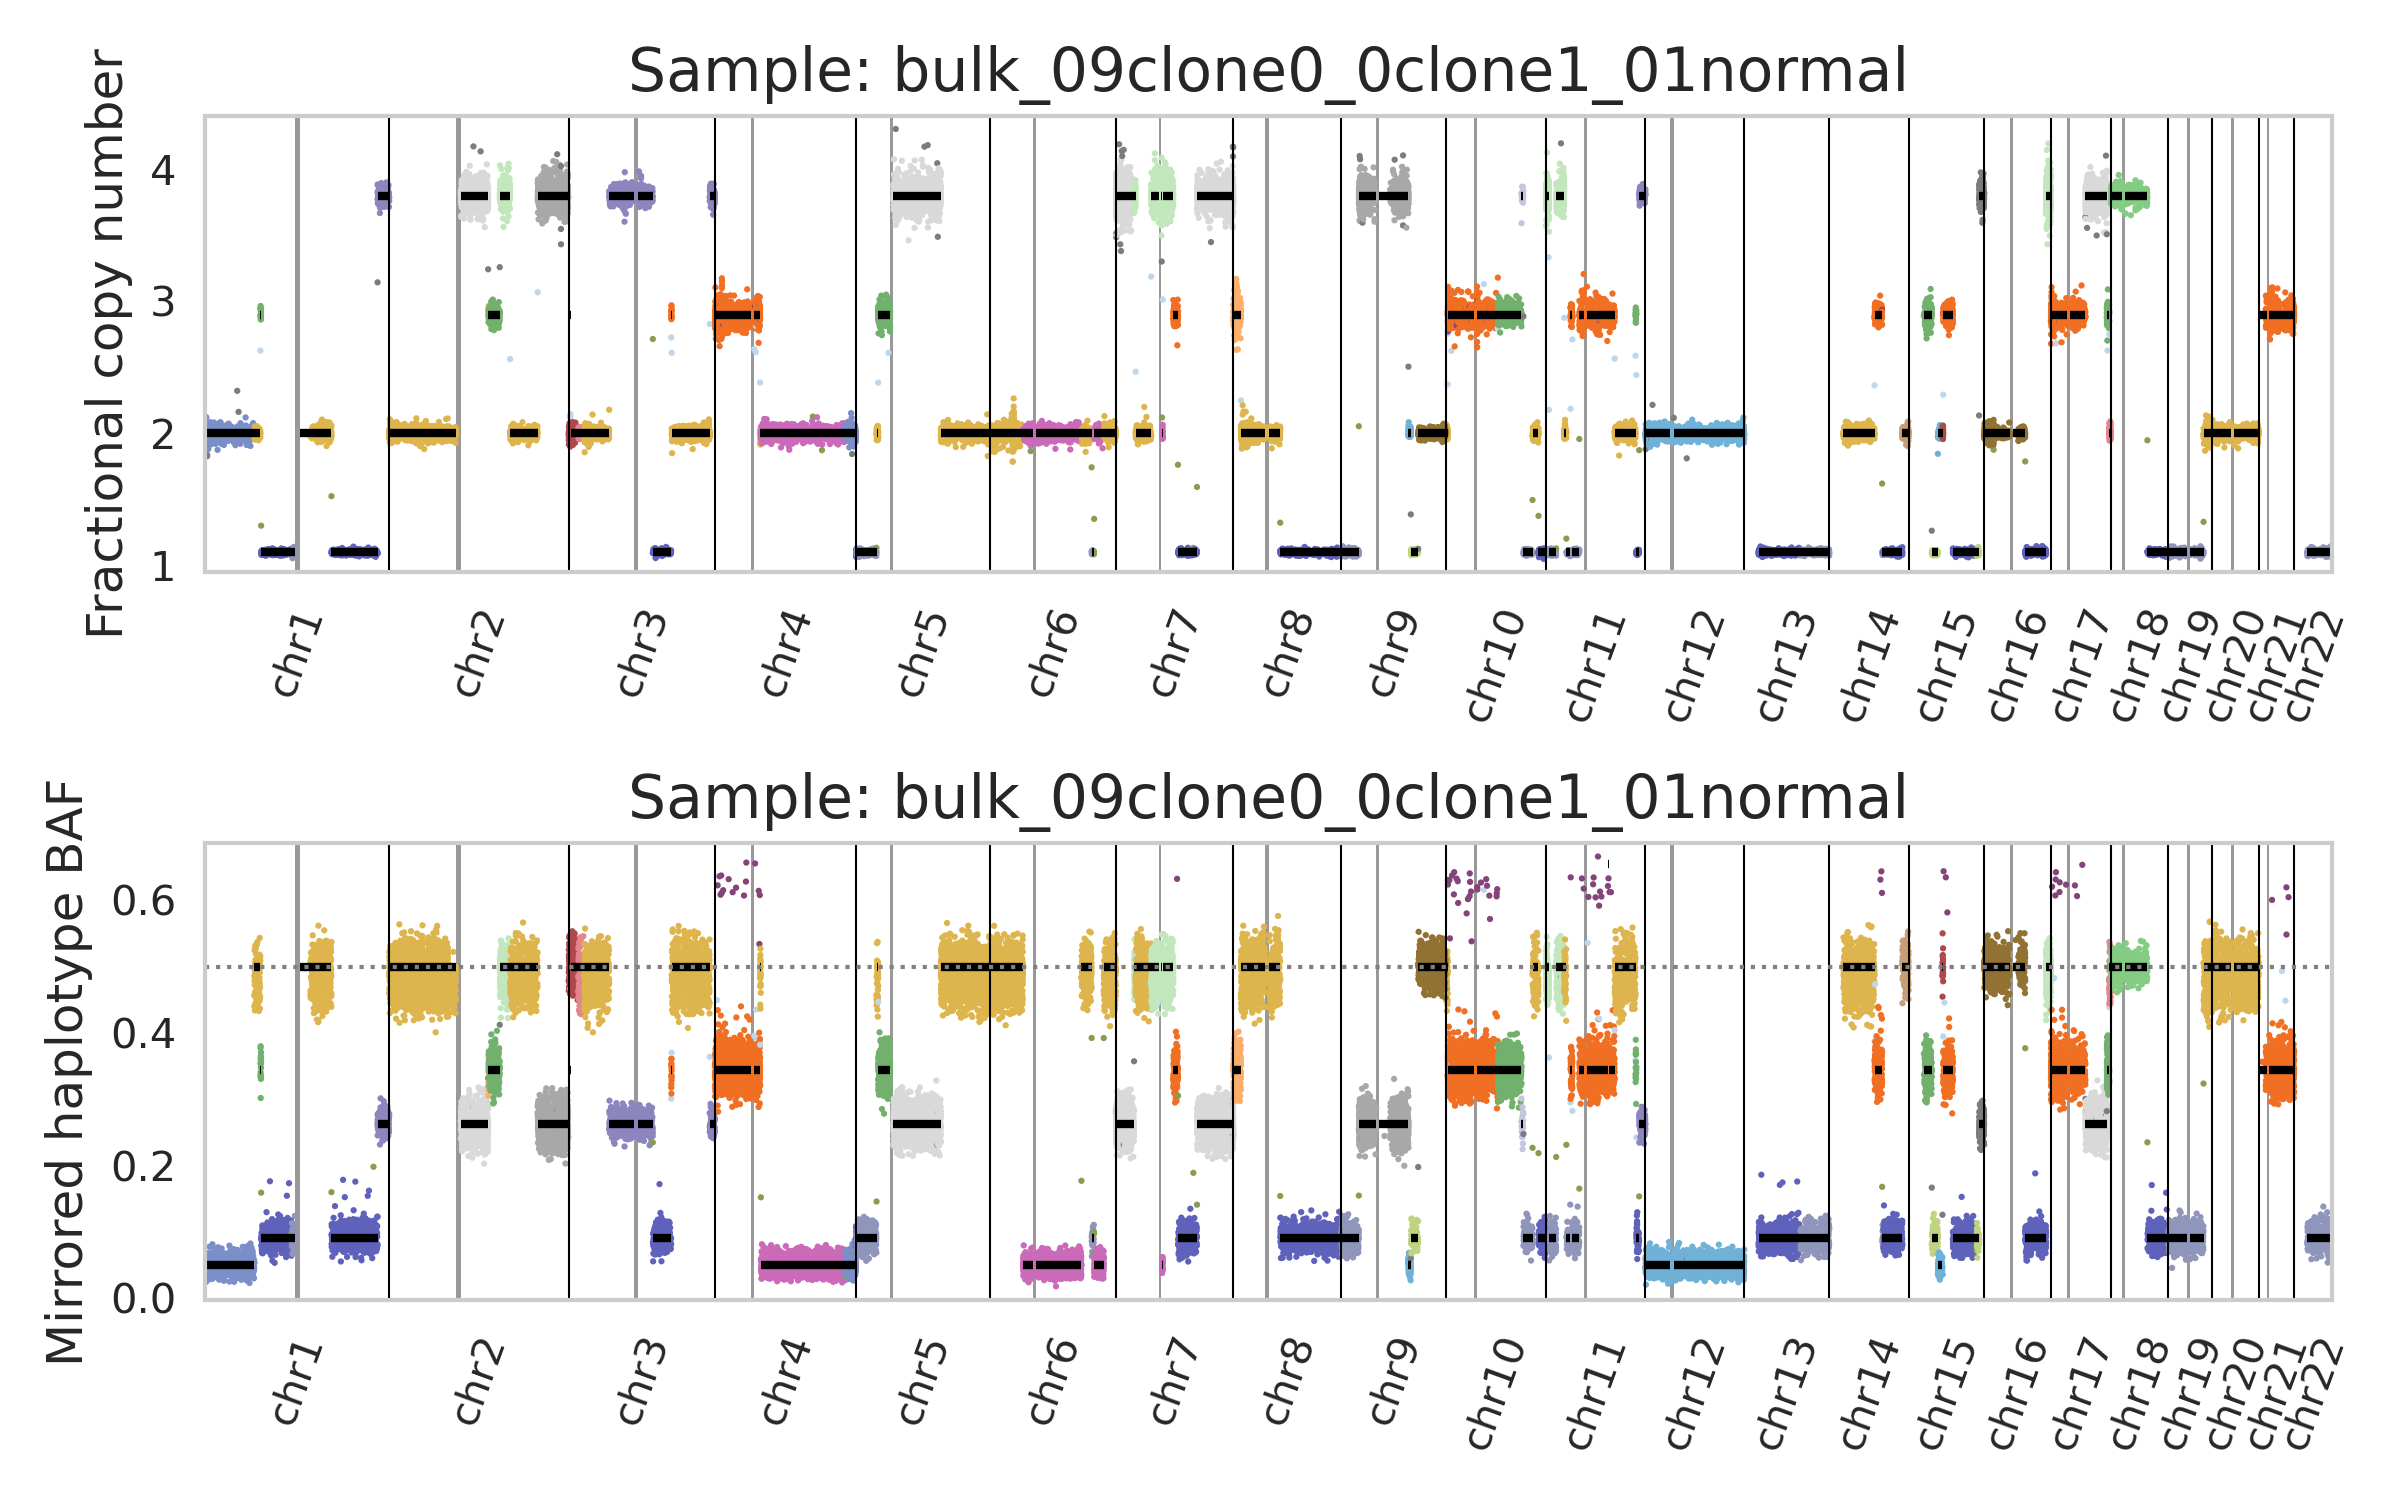 Sample: bulk_09clone0_0clone1_01normal
Fractional copy number
4
3
2
1
chr1 chr2 chr3 chr4 chr5 chr6 chr7 chr8 chr9 chr10 chr11 chr12 chr13 chr14 chr15 chr16 chr17 chr18 chr19 chr20 chr21 chr22
Sample: bulk_09clone0_0clone1_01normal
Mirrored haplotype BAF
0.6
0.4
0.2
0.0
chr1 chr2 chr3 chr4 chr5 chr6 chr7 chr8 chr9 chr10 chr11 chr12 chr13 chr14 chr15 chr16 chr17 chr18 chr19 chr20 chr21 chr22